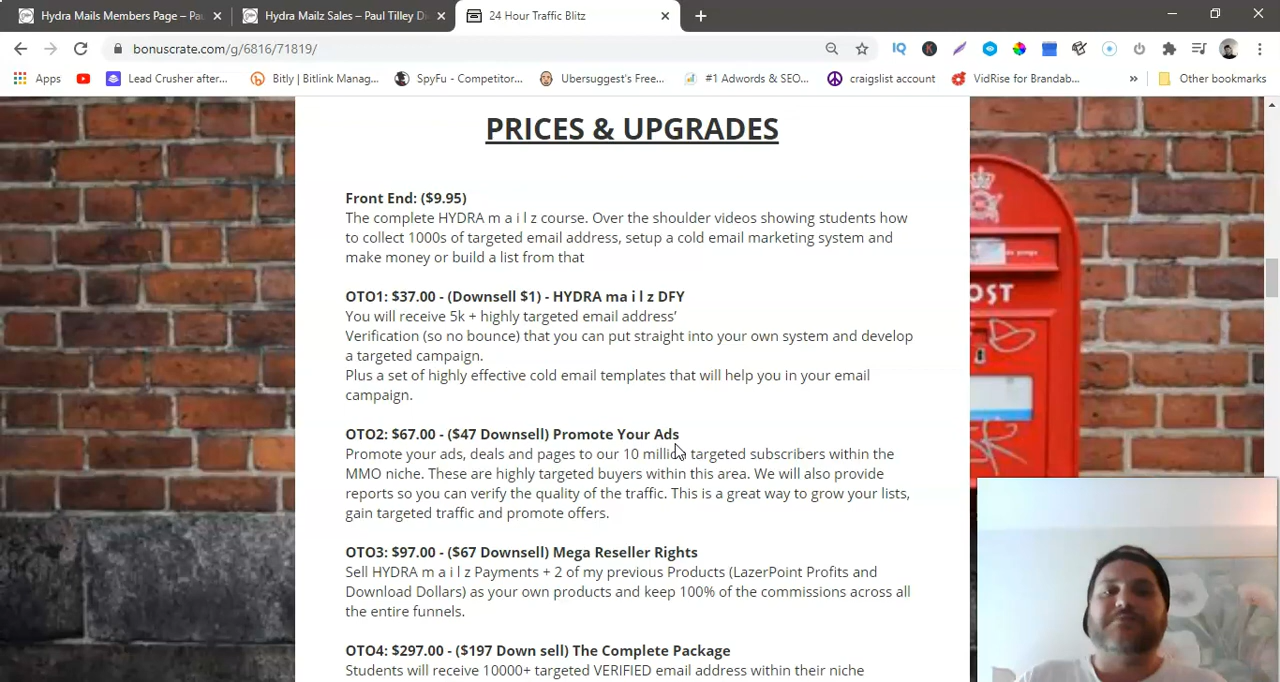 Hydra Mails Members Page – Pau
Hydra Mailz Sales – Paul Tilley Di
24 Hour Traffic Blitz
bonuscrate.com/g/6816/71819/
IQ
K
Apps
Lead Crusher after...
Bitly | Bitlink Manag...
SpyFu - Competitor...
Ubersuggest's Free...
#1 Adwords & SEO...
craigslist account
VidRise for Brandab...
»
Other bookmarks
PRICES & UPGRADES
Front End: ($9.95)
The complete HYDRA m a i l z course. Over the shoulder videos showing students how
to collect 1000s of targeted email address, setup a cold email marketing system and
make money or build a list from that
OTO1: $37.00 - (Downsell $1) - HYDRA ma i l z DFY
You will receive 5k + highly targeted email address’
Verification (so no bounce) that you can put straight into your own system and develop
a targeted campaign.
Plus a set of highly effective cold email templates that will help you in your email
campaign.
OTO2: $67.00 - ($47 Downsell) Promote Your Ads
Promote your ads, deals and pages to our 10 million targeted subscribers within the
MMO niche. These are highly targeted buyers within this area. We will also provide
reports so you can verify the quality of the traffic. This is a great way to grow your lists,
gain targeted traffic and promote offers.
OTO3: $97.00 - ($67 Downsell) Mega Reseller Rights
Sell HYDRA m a i l z Payments + 2 of my previous Products (LazerPoint Profits and
Download Dollars) as your own products and keep 100% of the commissions across all
the entire funnels.
OTO4: $297.00 - ($197 Down sell) The Complete Package
Students will receive 10000+ targeted VERIFIED email address within their niche
OST